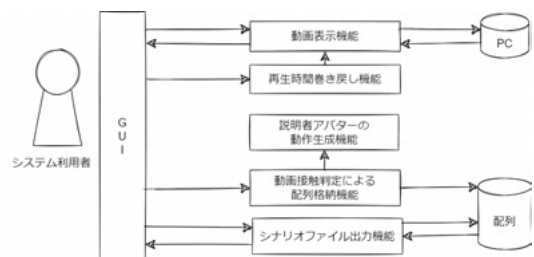 動画表示機能
PC
再生時間巻き戻し機能
G
U
I
説明者アバターの
動作生成機能
システム利用者
動画接触判定による
配列格納機能
配列
シナリオファイル出力機能